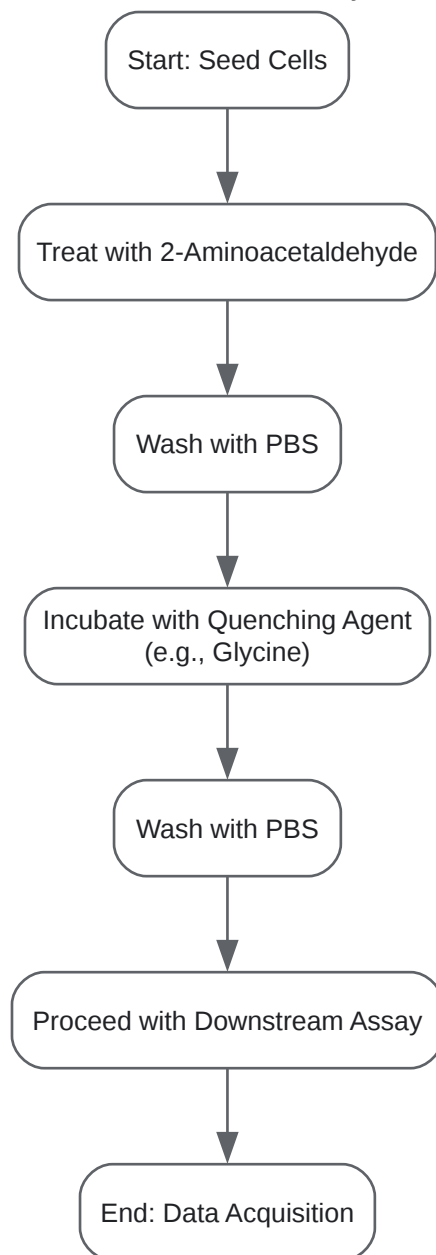 Start: Seed Cells
Treat with 2-Aminoacetaldehyde
Wash with PBS
Incubate with Quenching Agent
(e.g., Glycine)
Wash with PBS
Proceed with Downstream Assay
End: Data Acquisition